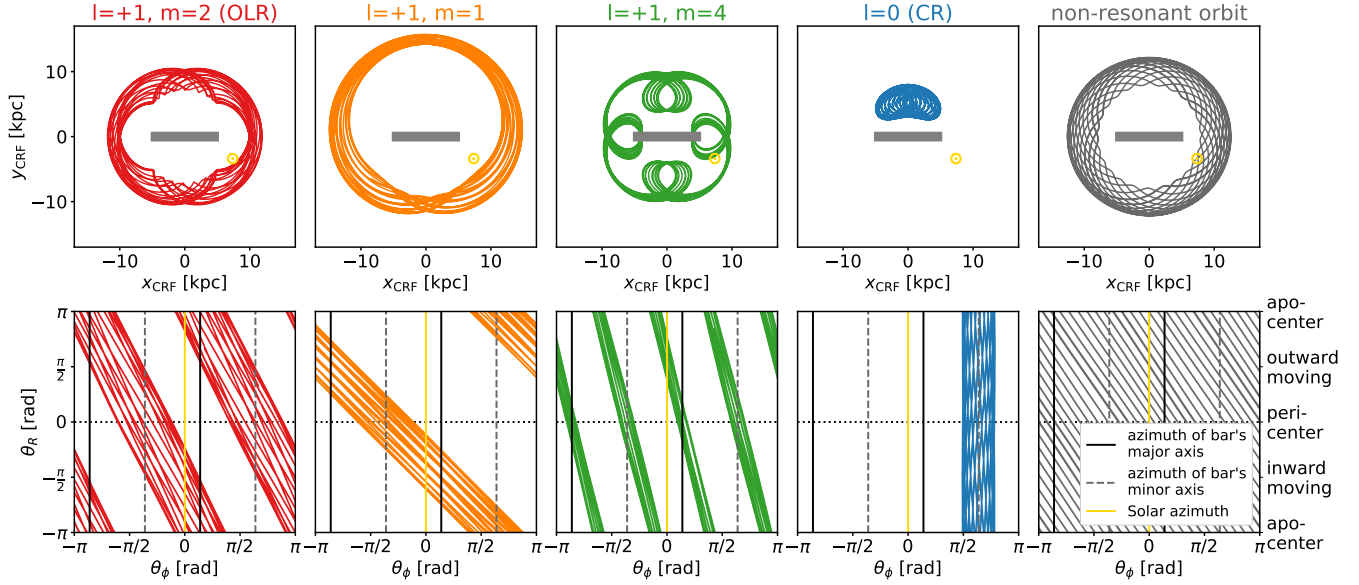 l=+1, m=2 (OLR)
l=+1, m=1
l=+1, m=4
l=0 (CR)
non-resonant orbit
y_CRF [kpc]
10
0
−10
−10 0 10
−10 0 10
−10 0 10
−10 0 10
−10 0 10
x_CRF [kpc]
x_CRF [kpc]
x_CRF [kpc]
x_CRF [kpc]
x_CRF [kpc]
θ_R [rad]
π
π/2
0
−π/2
−π
apo-
center
outward
moving
peri-
center
inward
moving
apo-
center
azimuth of bar's
major axis
azimuth of bar's
minor axis
Solar azimuth
−π −π/2 0 π/2 π
−π −π/2 0 π/2 π
−π −π/2 0 π/2 π
−π −π/2 0 π/2 π
−π −π/2 0 π/2 π
θ_ϕ [rad]
θ_ϕ [rad]
θ_ϕ [rad]
θ_ϕ [rad]
θ_ϕ [rad]